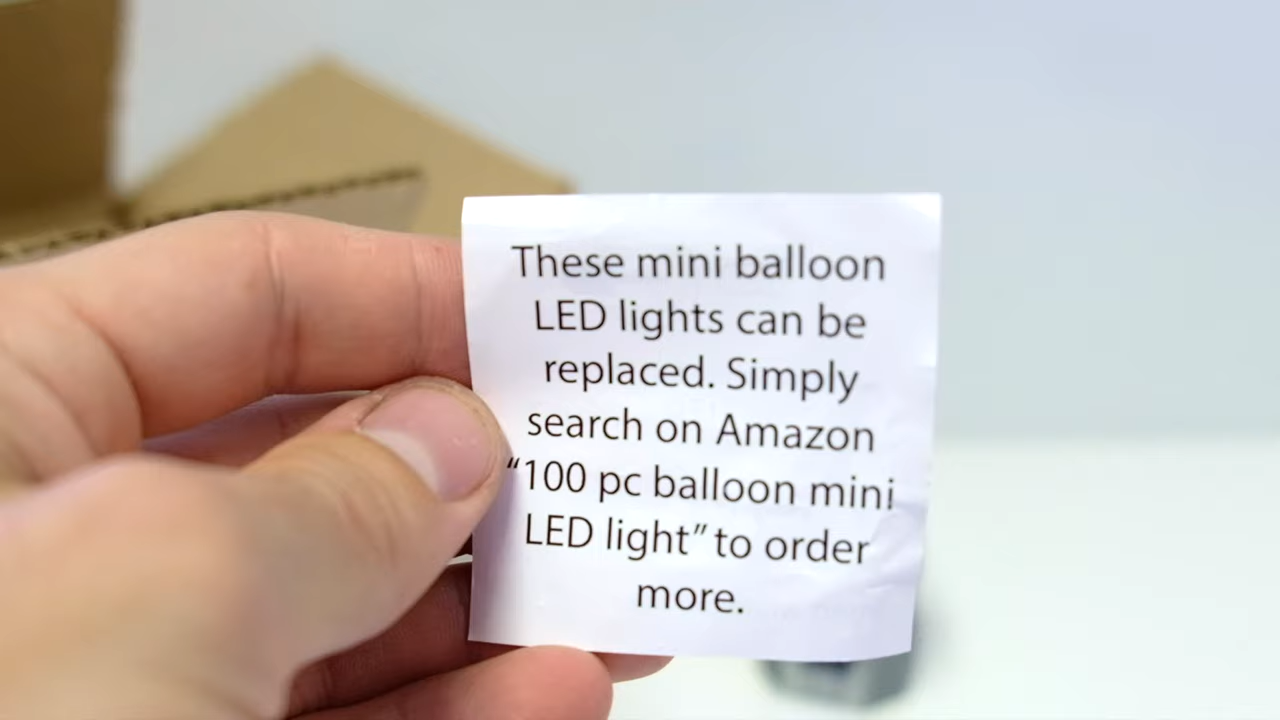 These mini balloon
LED lights can be
replaced. Simply
search on Amazon
“100 pc balloon mini
LED light” to order
more.